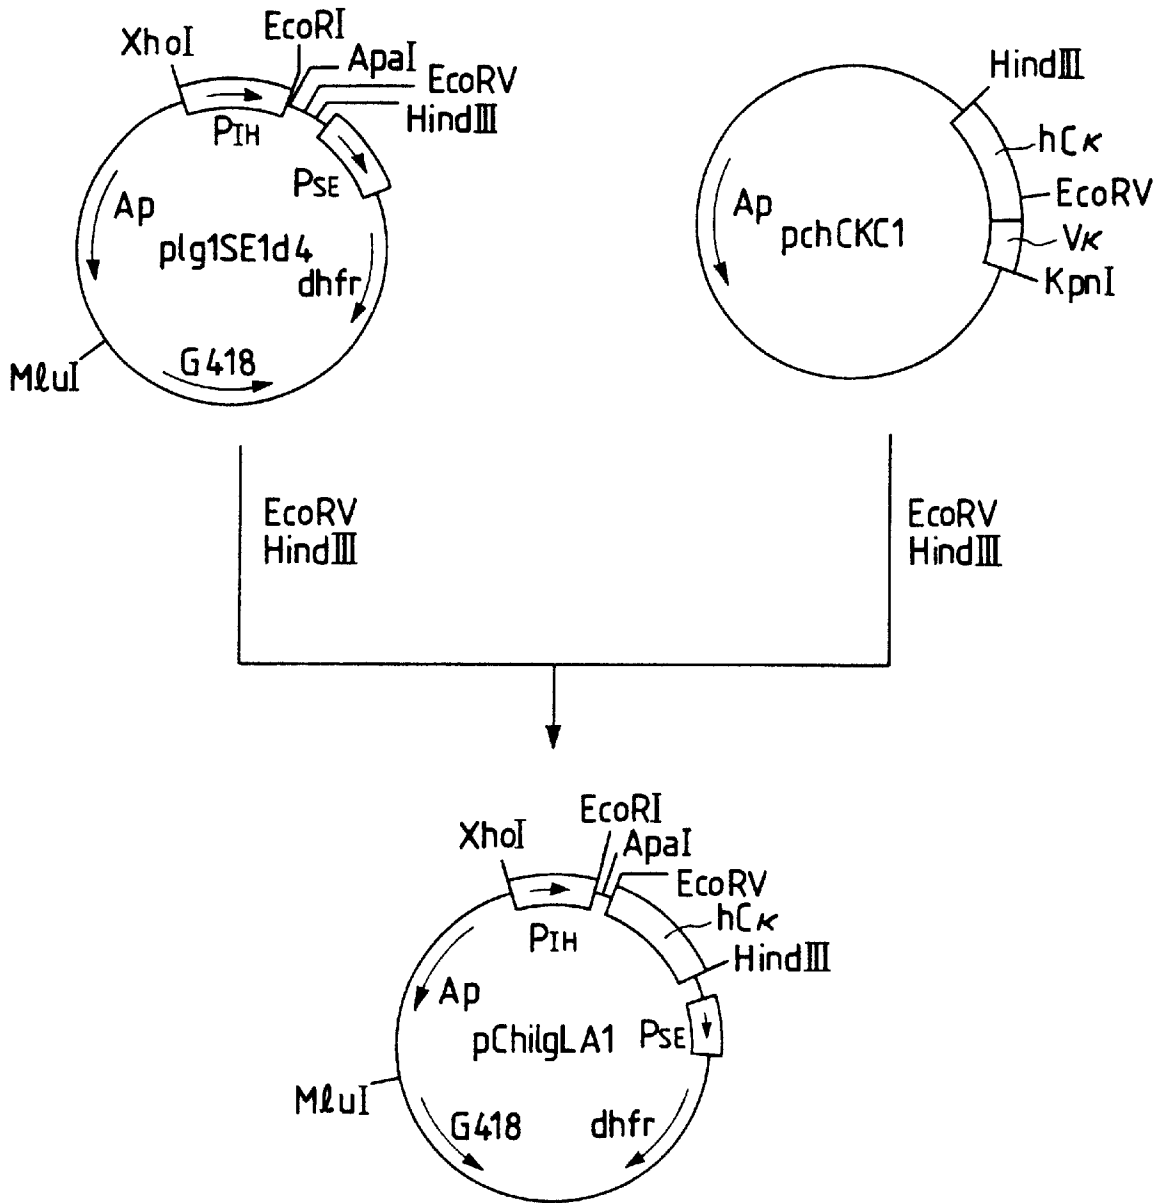 XhoI
EcoRI
ApaI
EcoRV
HindIII
PIH
PSE
Ap
pIg1SE1d4
dhfr
G418
MluI
HindIII
hCκ
EcoRV
Vκ
KpnI
Ap
pchCKC1
EcoRV
HindIII
EcoRV
HindIII
XhoI
EcoRI
ApaI
EcoRV
hCκ
HindIII
PIH
Ap
pChiIgLA1
PSE
MluI
G418
dhfr